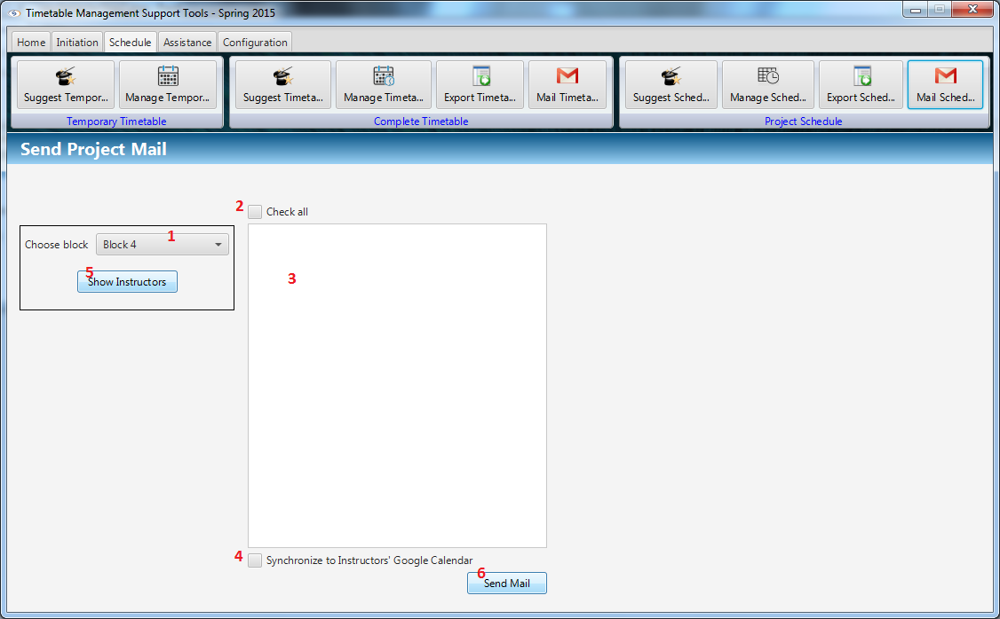 Timetable Management Support Tools - Spring 2015
Home Initiation Schedule Assistance Configuration
Suggest Tempor... Manage Tempor... Suggest Timeta... Manage Timeta... Export Timeta... Mail Timeta... Suggest Sched... Manage Sched... Export Sched... Mail Sched...
Temporary Timetable Complete Timetable Project Schedule
Send Project Mail
2 Check all
Choose block Block 4 1
5 Show Instructors
3
4 Synchronize to Instructors' Google Calendar
6 Send Mail